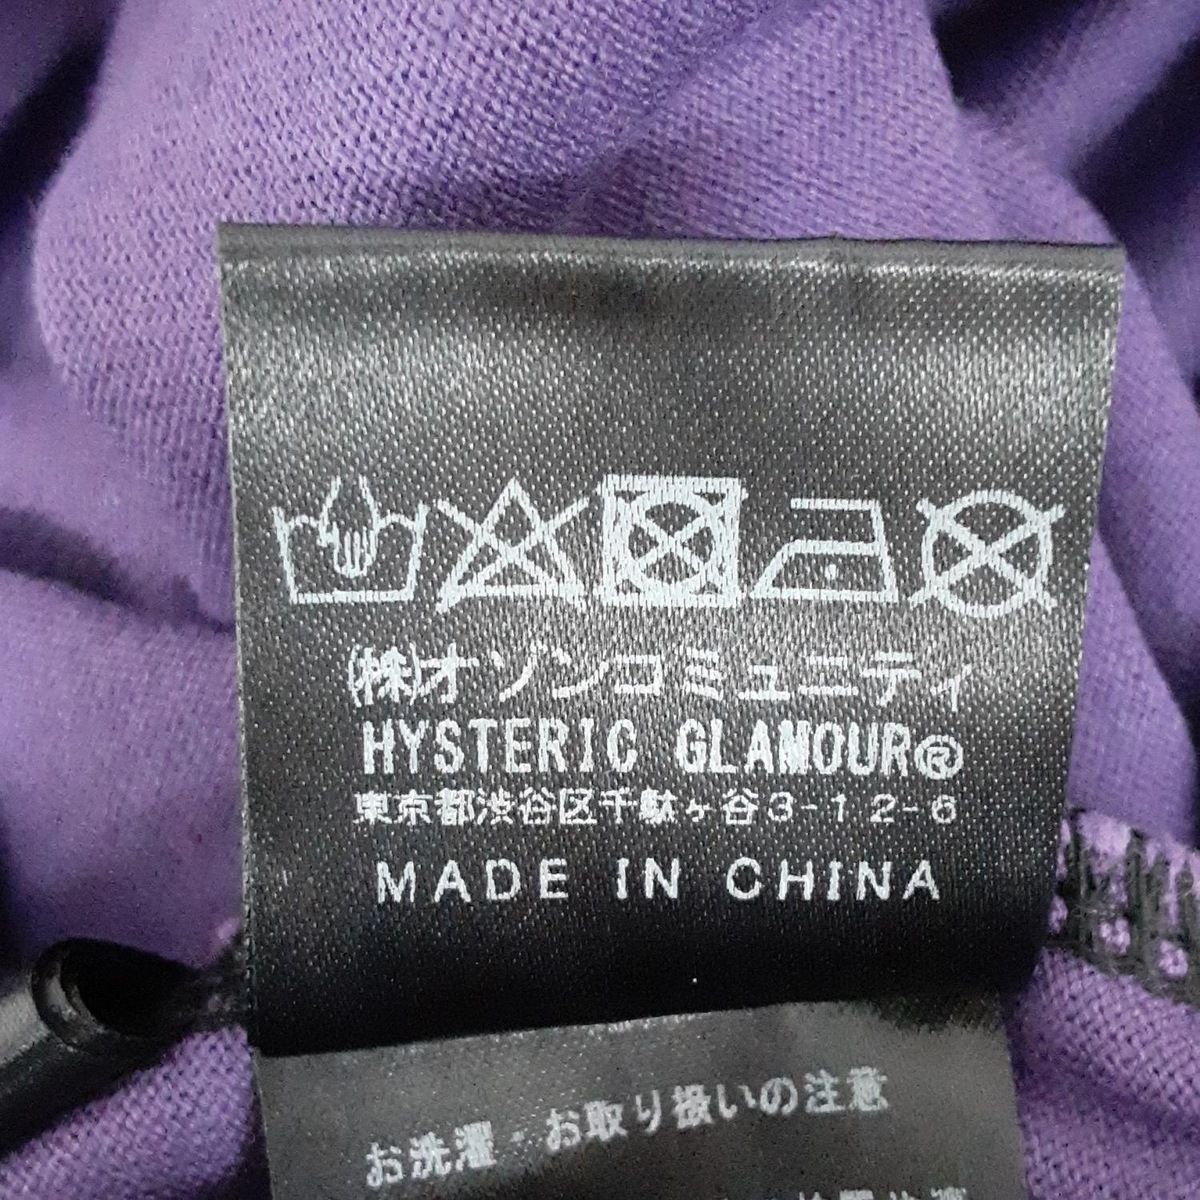 (株)オゾンコミュニティ
HYSTERIC GLAMOUR®
東京都渋谷区千駄ヶ谷3-12-6
MADE IN CHINA
お洗濯・お取り扱いの注意